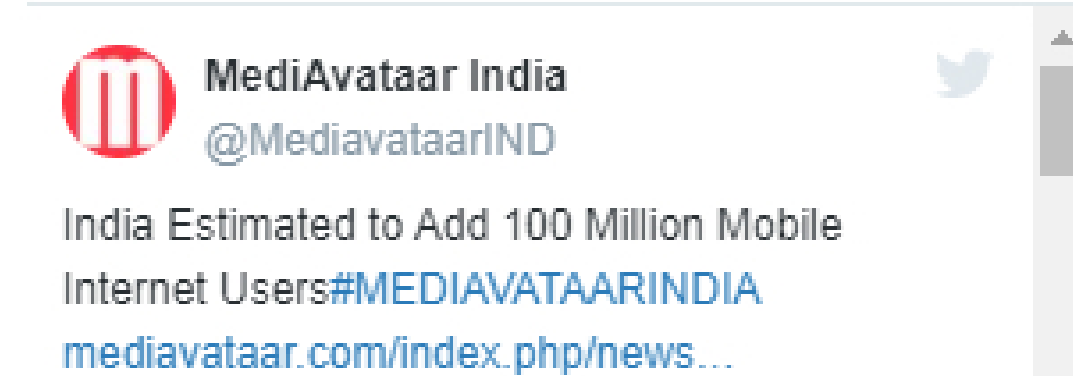 MediAvataar India
@MediavataarIND
India Estimated to Add 100 Million Mobile
Internet Users#MEDIAVATAARINDIA
mediavataar.com/index.php/news...